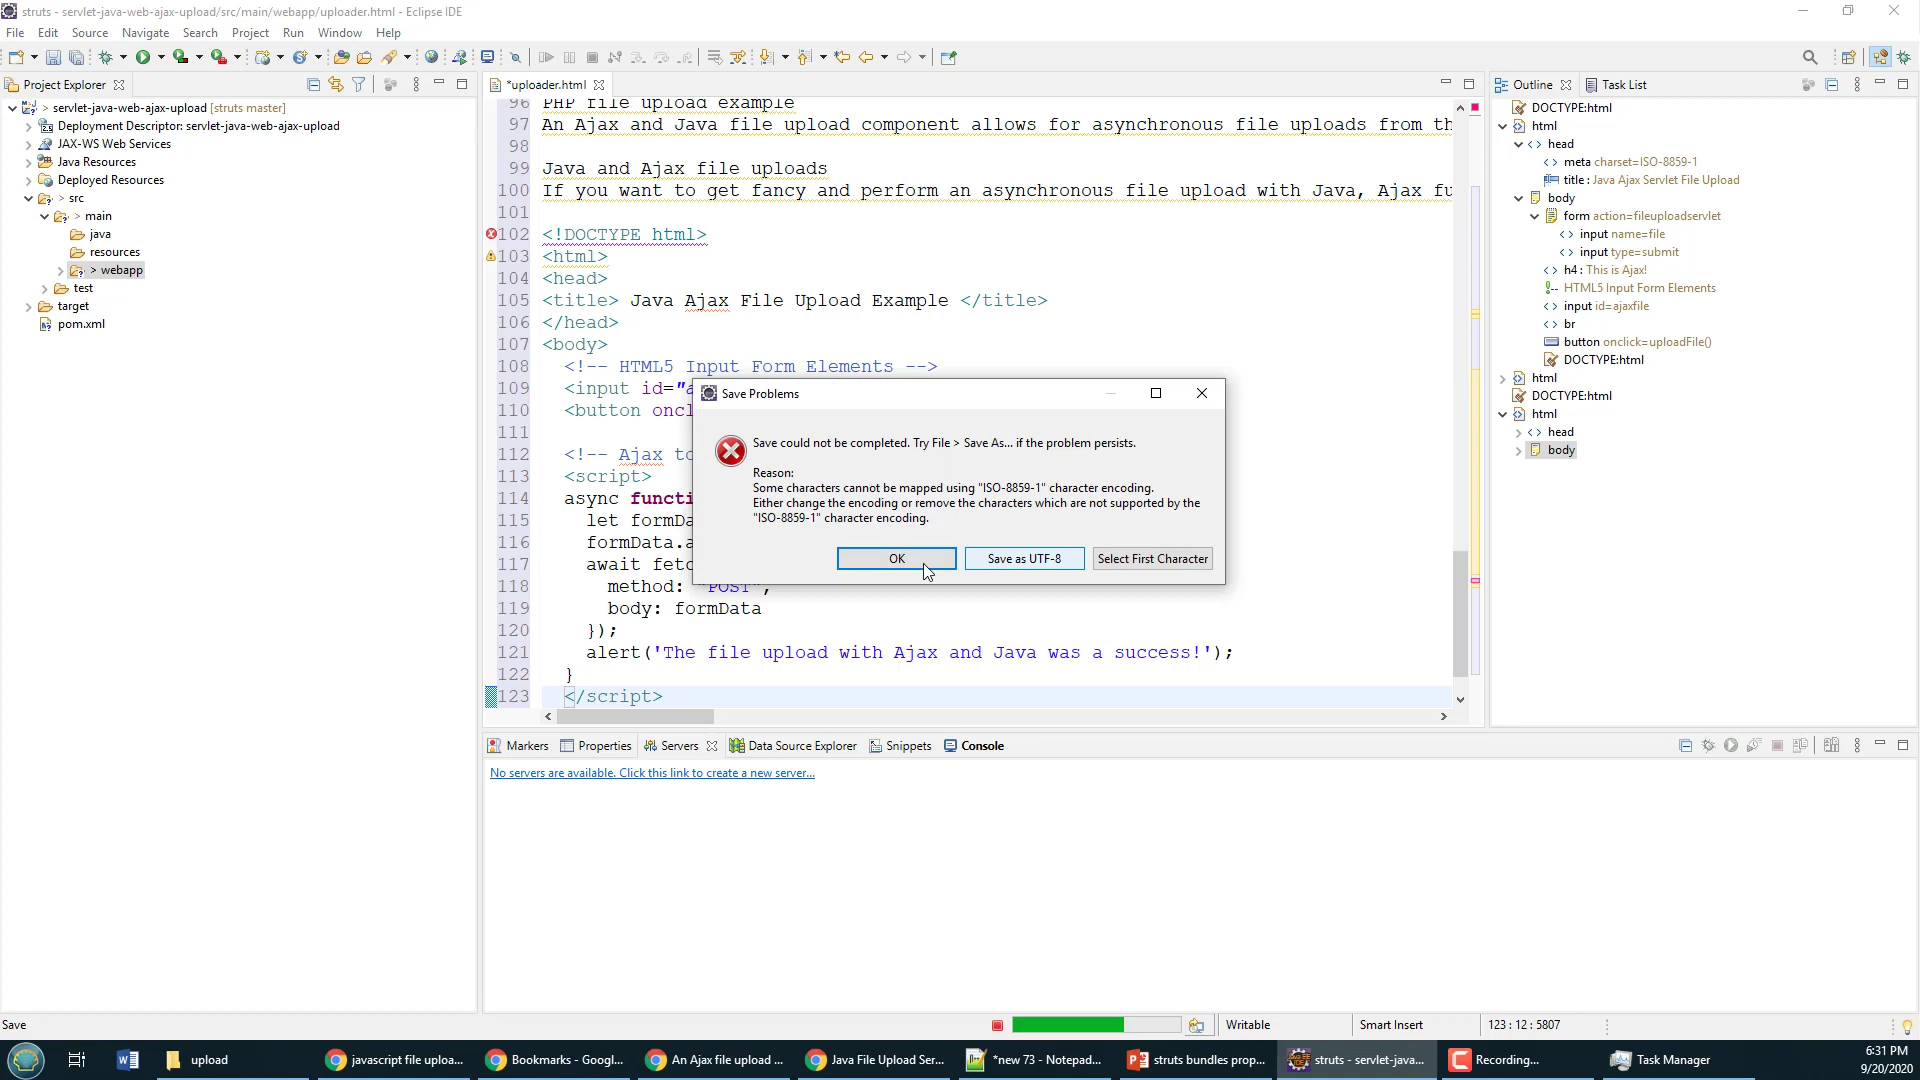 struts - servlet-java-web-ajax-upload/src/main/webapp/uploader.html - Eclipse IDE
File Edit Source Navigate Search Project Run Window Help
Project Explorer
servlet-java-web-ajax-upload [struts master]
Deployment Descriptor: servlet-java-web-ajax-upload
JAX-WS Web Services
Java Resources
Deployed Resources
> src
> main
java
resources
> webapp
test
target
pom.xml
*uploader.html
96 PHP file upload example
97 An Ajax and Java file upload component allows for asynchronous file uploads from th
98
99 Java and Ajax file uploads
100 If you want to get fancy and perform an asynchronous file upload with Java, Ajax fu
101
102 <!DOCTYPE html>
103 <html>
104 <head>
105 <title> Java Ajax File Upload Example </title>
106 </head>
107 <body>
108 <!-- HTML5 Input Form Elements -->
109 <input id="a
110 <button oncl
111
112 <!-- Ajax to
113 <script>
114 async functi
115 let formDa
116 formData.a
117 await fetc
118 method: "POST",
119 body: formData
120 });
121 alert('The file upload with Ajax and Java was a success!');
122 }
123 </script>
Save Problems
Save could not be completed. Try File > Save As... if the problem persists.
Reason:
Some characters cannot be mapped using "ISO-8859-1" character encoding.
Either change the encoding or remove the characters which are not supported by the
"ISO-8859-1" character encoding.
OK Save as UTF-8 Select First Character
Outline Task List
DOCTYPE:html
html
head
meta charset=ISO-8859-1
title : Java Ajax Servlet File Upload
body
form action=fileuploadservlet
input name=file
input type=submit
h4 : This is Ajax!
HTML5 Input Form Elements
input id=ajaxfile
br
button onclick=uploadFile()
DOCTYPE:html
html
DOCTYPE:html
html
head
body
Markers Properties Servers Data Source Explorer Snippets Console
No servers are available. Click this link to create a new server...
Save Writable Smart Insert 123 : 12 : 5807
upload javascript file uploa... Bookmarks - Googl... An Ajax file upload ... Java File Upload Ser... *new 73 - Notepad... struts bundles prop... struts - servlet-java... Recording... Task Manager
6:31 PM
9/20/2020